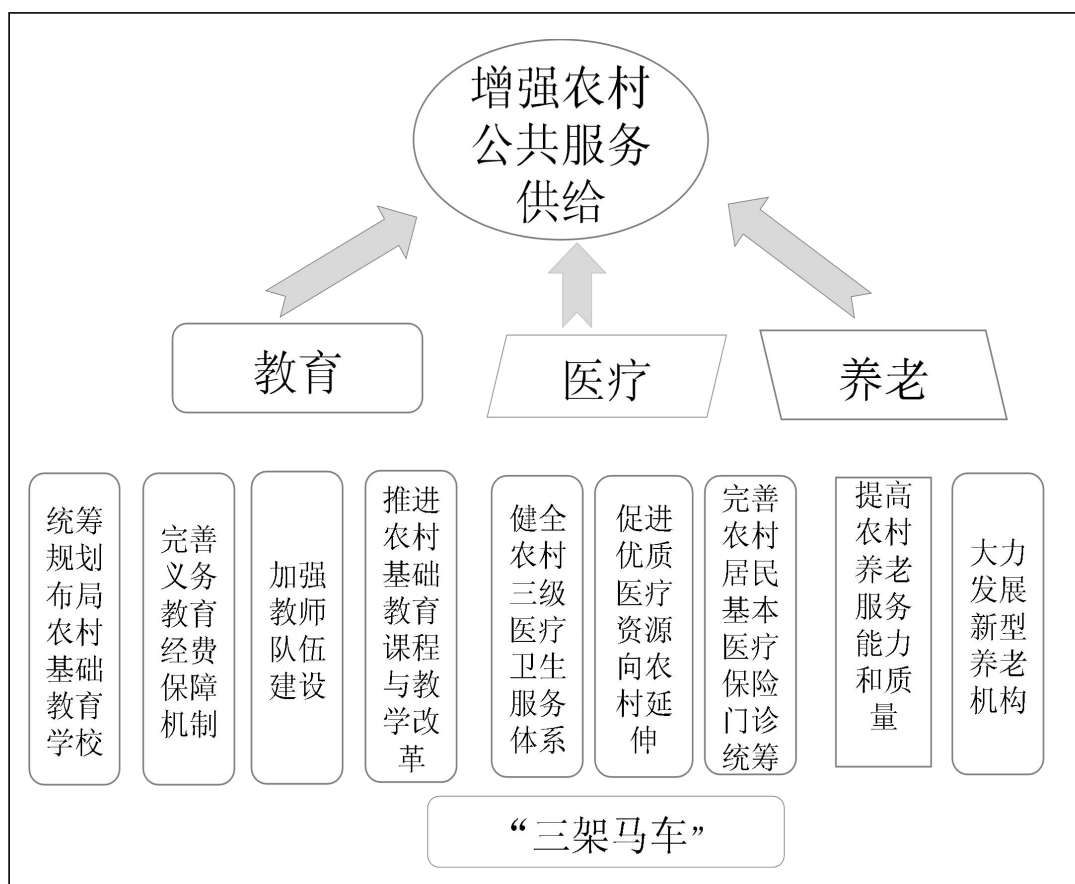 增强农村
公共服务
供给
教育
医疗
养老
统筹
规划
布局
农村
基础
教育
学校
完善
义务
教育
经费
保障
机制
加强
教师
队伍
建设
推进
农村
基础
教育
课程
与教
学改
革
健全
农村
三级
医疗
卫生
服务
体系
促进
优质
医疗
资源
向农
村延
伸
完善
农村
居民
基本
医疗
保险
门诊
统筹
提高
农村
养老
服务
能力
和质
量
大力
发展
新型
养老
机构
“三架马车”